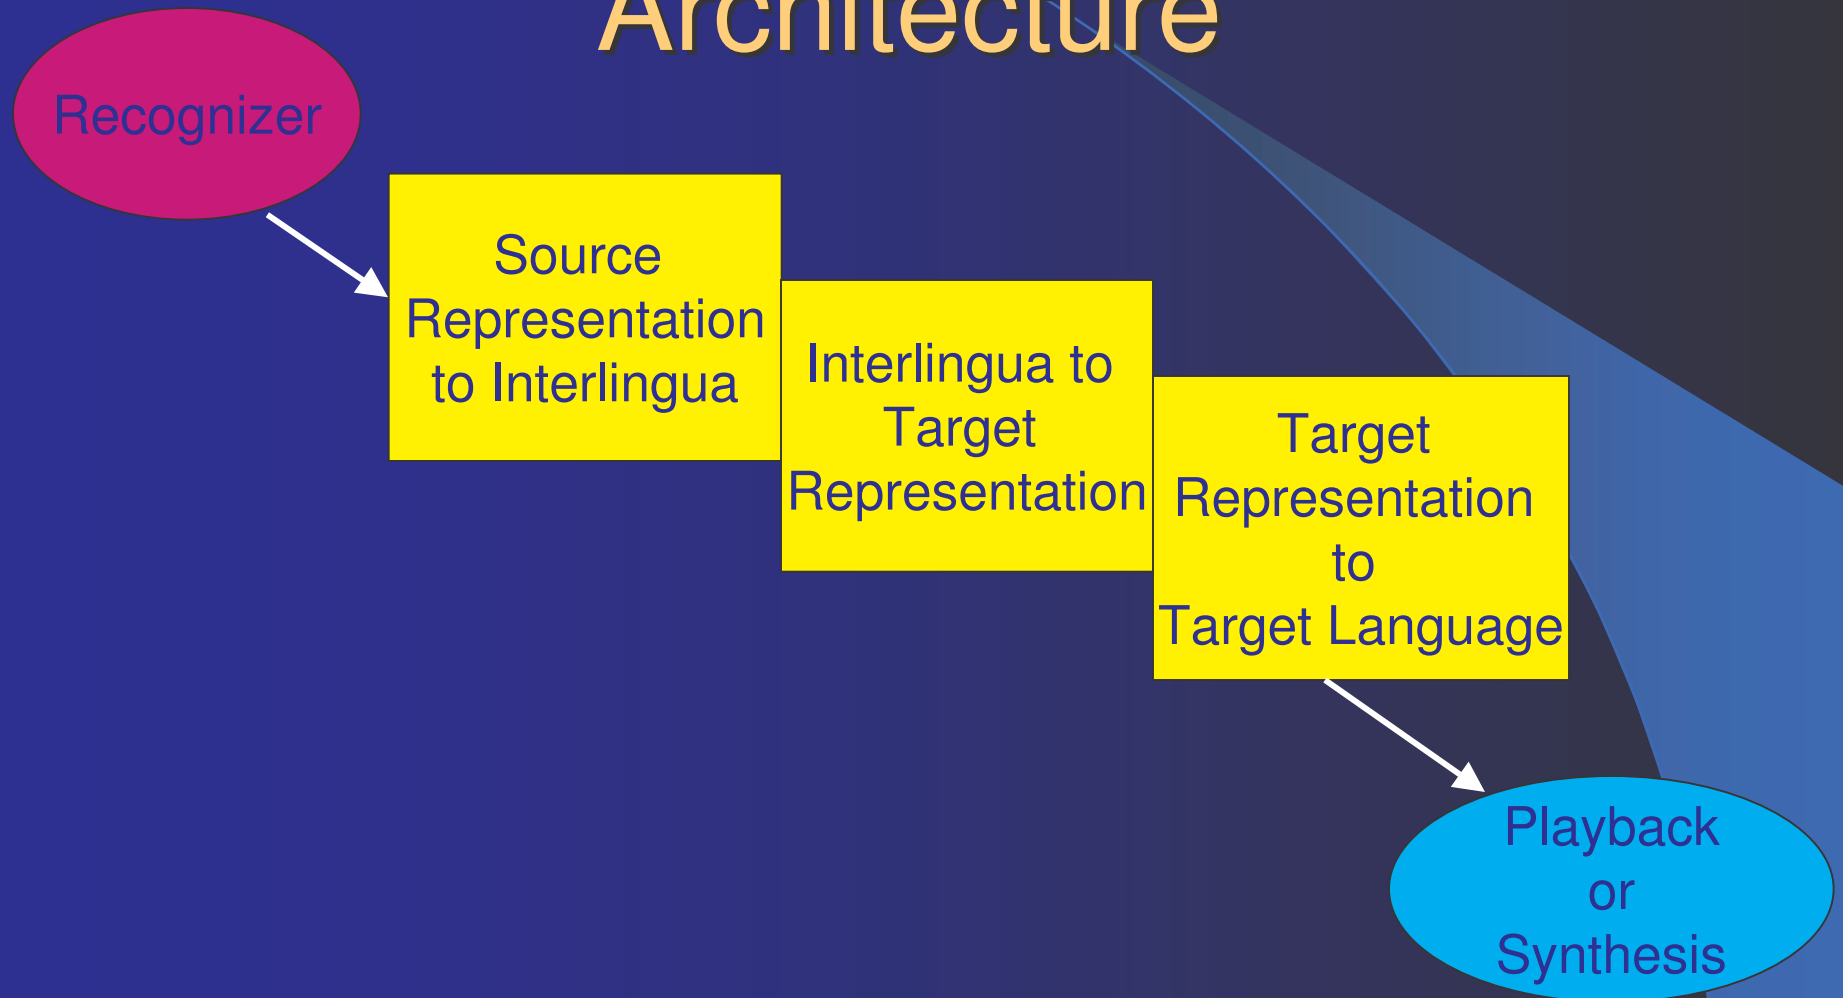 Architecture
Recognizer
Source
Representation
to Interlingua
Interlingua to
Target
Representation
Target
Representation
to
Target Language
Playback
or
Synthesis